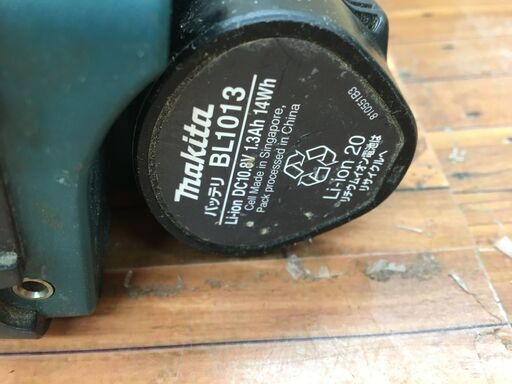 makita
バッテリ BL1013
Li-ion DC10.8V 1.3Ah 14Wh
Cell Made in Singapore,
Pack processed in China
Li-ion 20
リチウムイオン電池は
リサイクルへ
810551B3